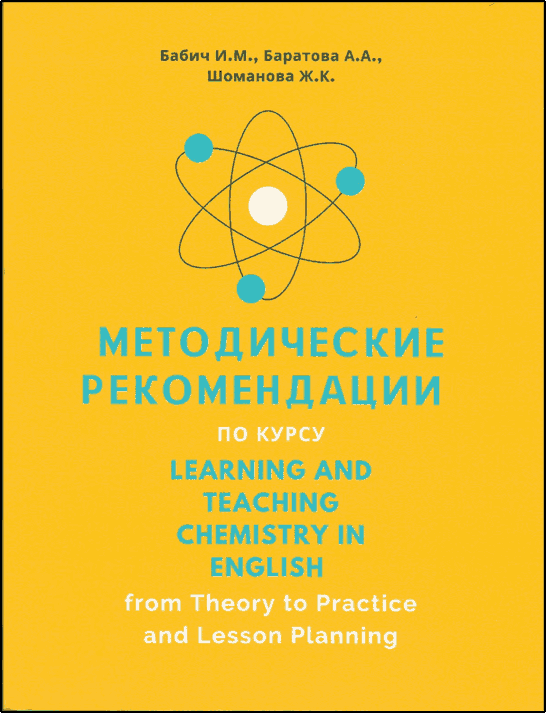 Бабич И.М., Баратова А.А.,
Шоманова Ж.К.
МЕТОДИЧЕСКИЕ
РЕКОМЕНДАЦИИ
ПО КУРСУ
LEARNING AND
TEACHING
CHEMISTRY IN
ENGLISH
from Theory to Practice
and Lesson Planning